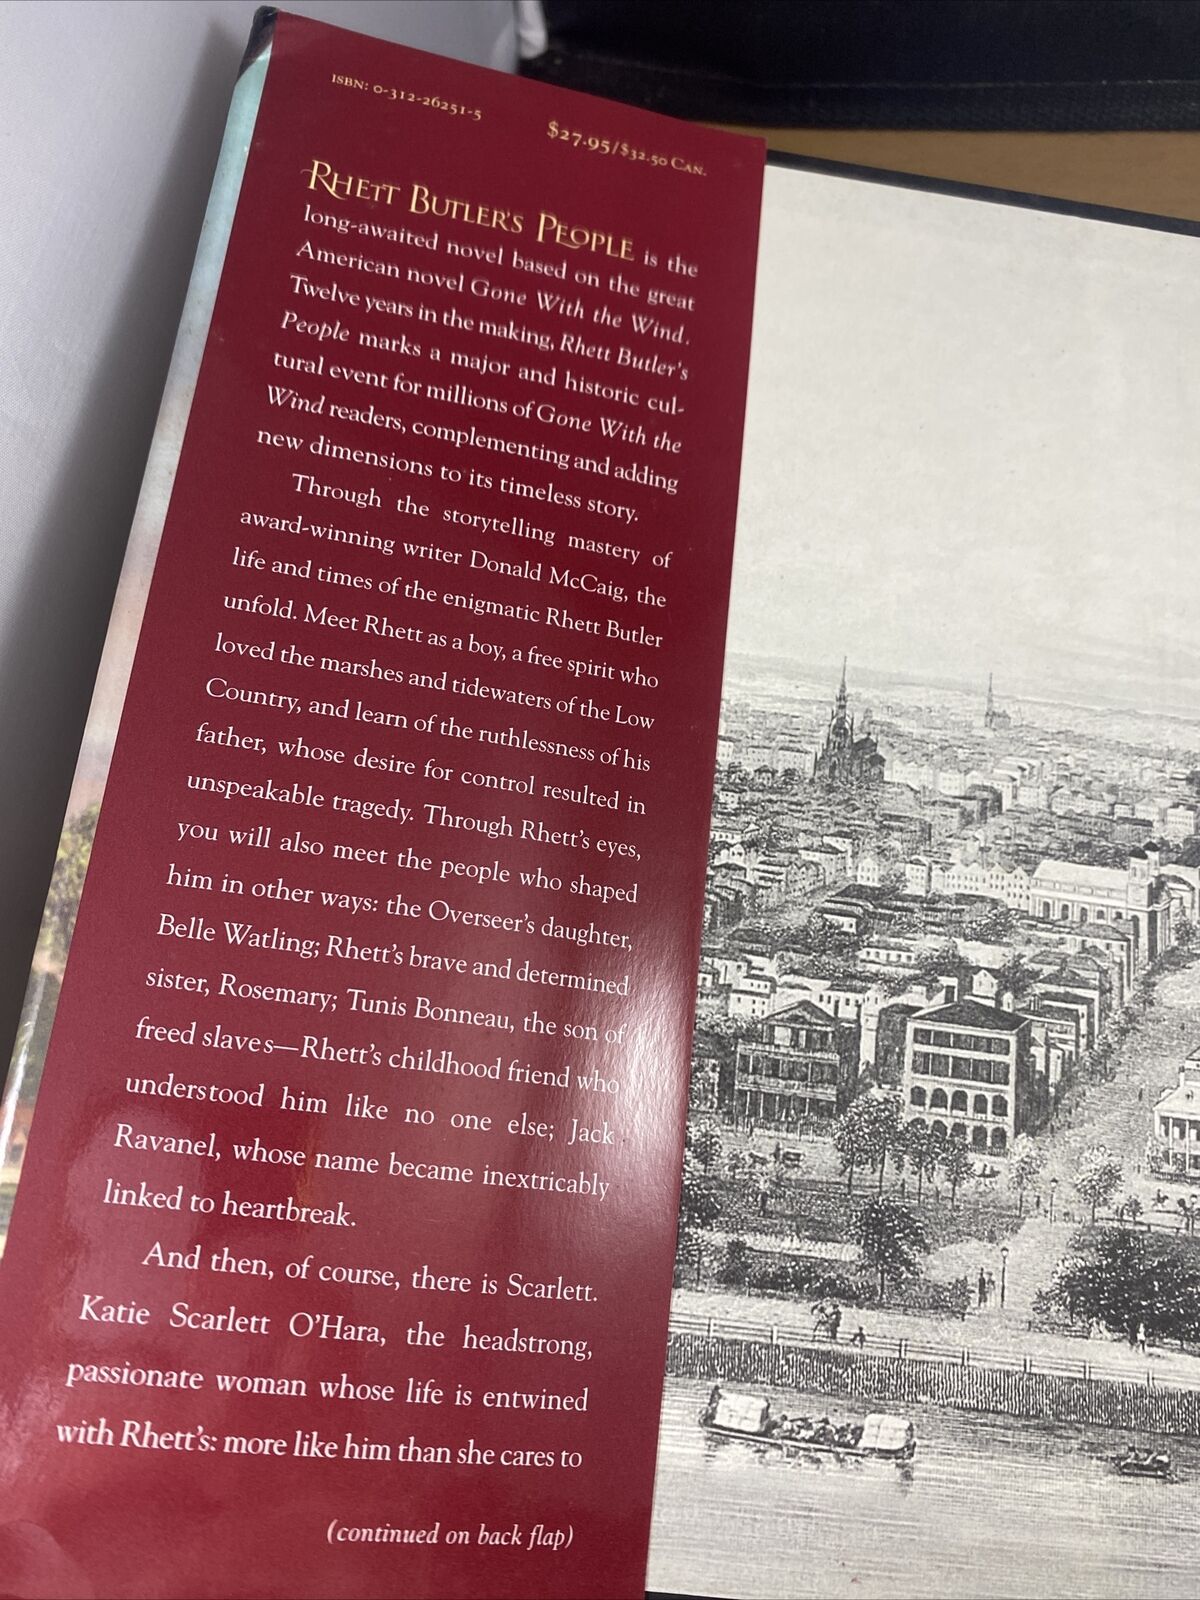 ISBN: 0-312-26251-5
$27.95/$32.50 CAN.
RHETT BUTLER'S PEOPLE is the
long-awaited novel based on the great
American novel Gone With the Wind.
Twelve years in the making, Rhett Butler's
People marks a major and historic cul-
tural event for millions of Gone With the
Wind readers, complementing and adding
new dimensions to its timeless story.
Through the storytelling mastery of
award-winning writer Donald McCaig, the
life and times of the enigmatic Rhett Butler
unfold. Meet Rhett as a boy, a free spirit who
loved the marshes and tidewaters of the Low
Country, and learn of the ruthlessness of his
father, whose desire for control resulted in
unspeakable tragedy. Through Rhett's eyes,
you will also meet the people who shaped
him in other ways: the Overseer's daughter,
Belle Watling; Rhett's brave and determined
sister, Rosemary; Tunis Bonneau, the son of
freed slaves—Rhett's childhood friend who
understood him like no one else; Jack
Ravanel, whose name became inextricably
linked to heartbreak.
And then, of course, there is Scarlett.
Katie Scarlett O'Hara, the headstrong,
passionate woman whose life is entwined
with Rhett's: more like him than she cares to
(continued on back flap)